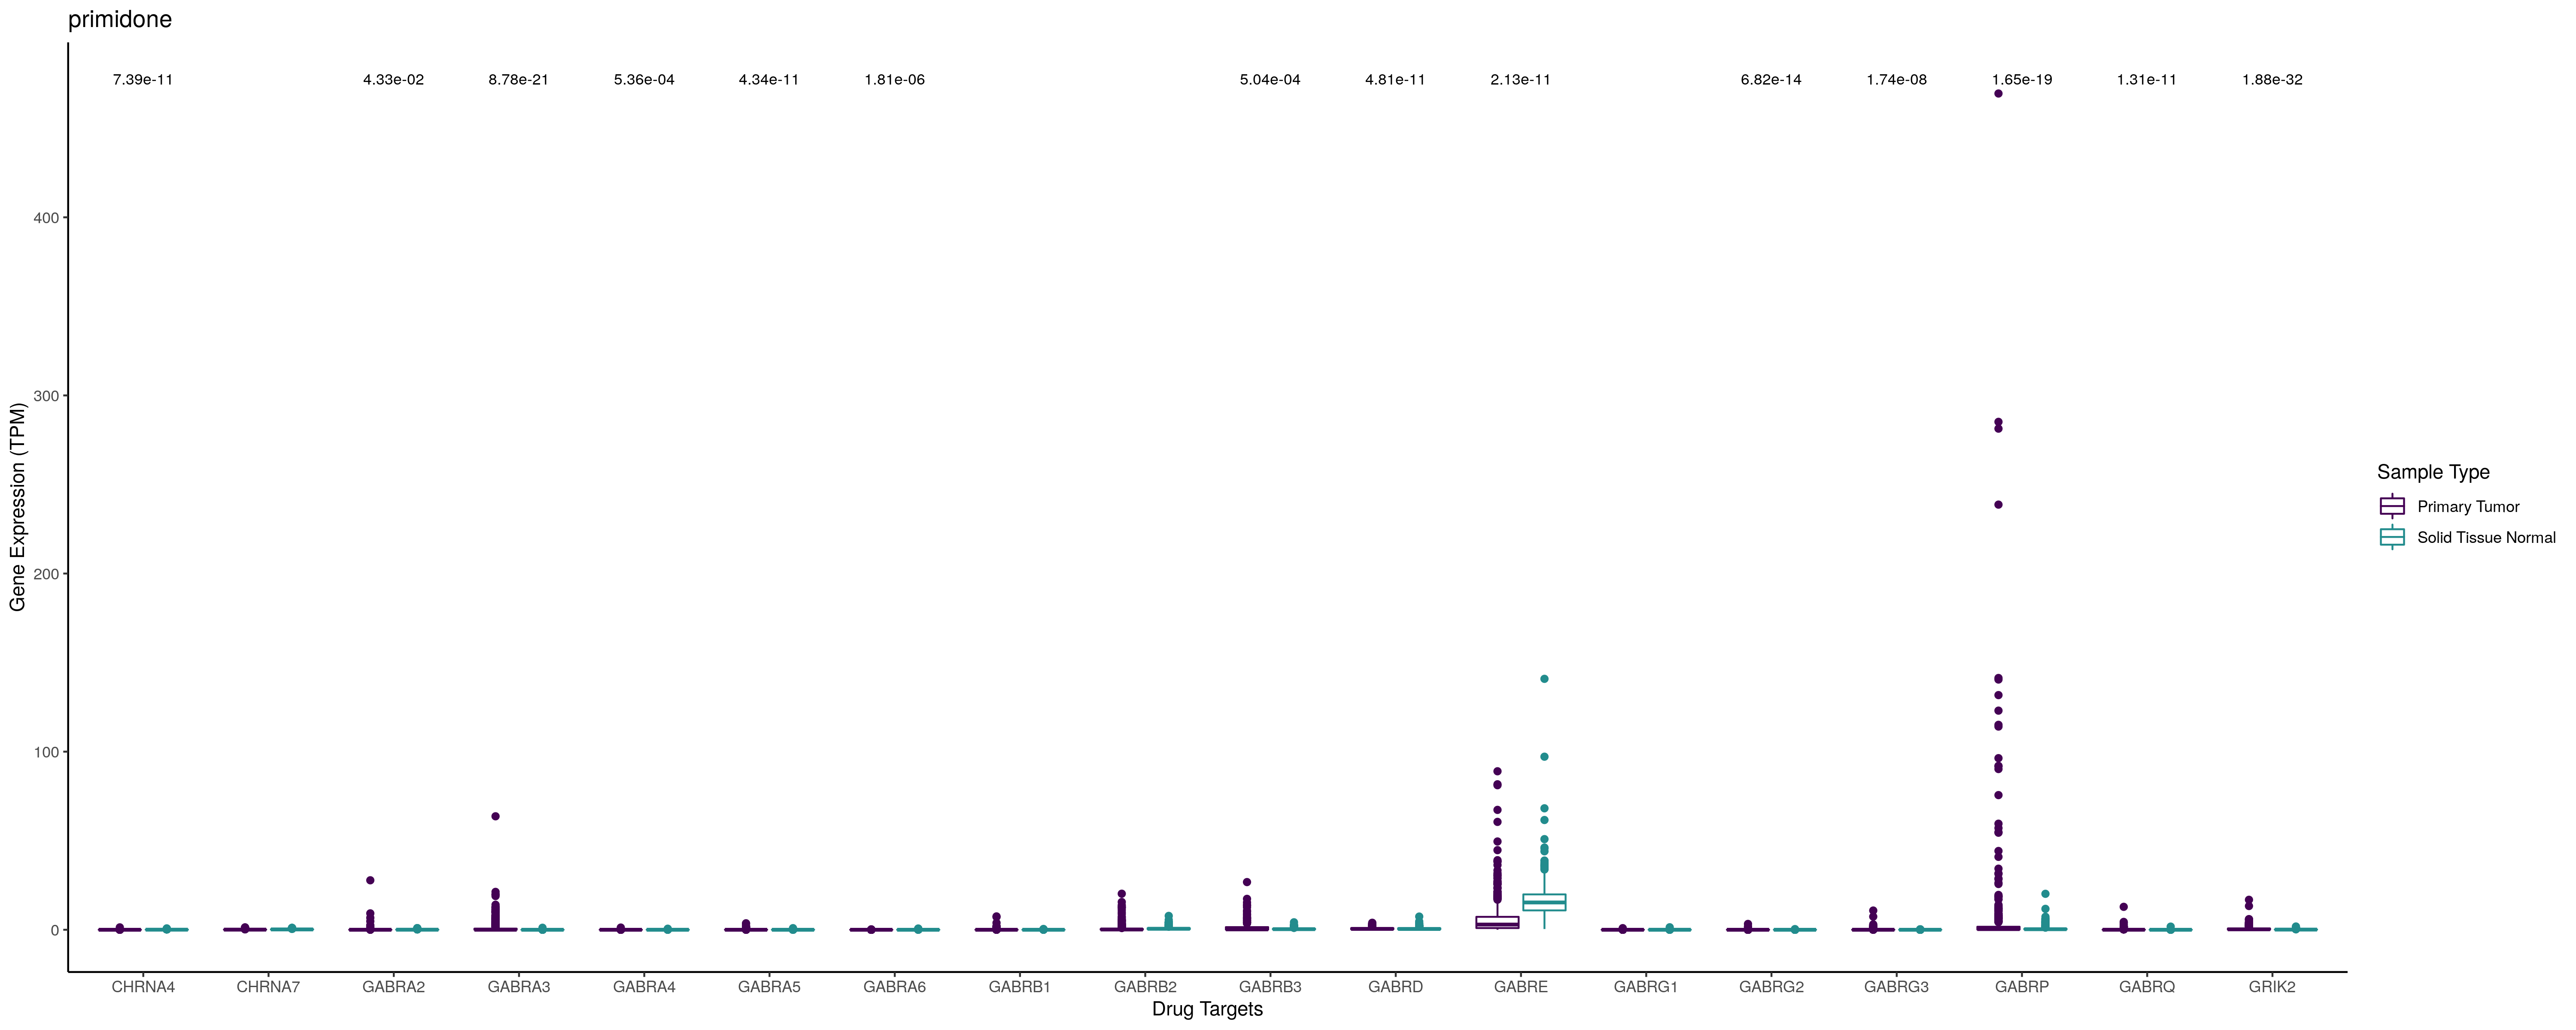 primidone
7.39e-11 4.33e-02 8.78e-21 5.36e-04 4.34e-11 1.81e-06 5.04e-04 4.81e-11 2.13e-11 6.82e-14 1.74e-08 1.65e-19 1.31e-11 1.88e-32
Gene Expression (TPM)
400
300
200
100
0
CHRNA4 CHRNA7 GABRA2 GABRA3 GABRA4 GABRA5 GABRA6 GABRB1 GABRB2 GABRB3 GABRD GABRE GABRG1 GABRG2 GABRG3 GABRP GABRQ GRIK2
Drug Targets
Sample Type
Primary Tumor
Solid Tissue Normal